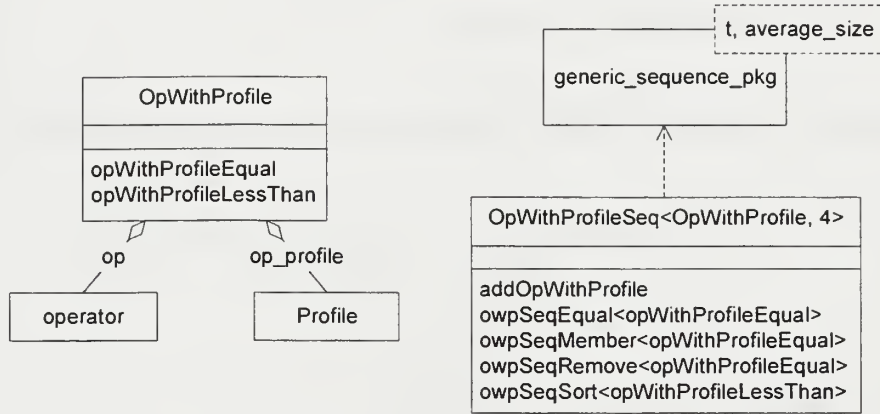 OpWithProfile
opWithProfileEqual
opWithProfileLessThan
op
op_profile
operator
Profile
t, average_size
generic_sequence_pkg
OpWithProfileSeq<OpWithProfile, 4>
addOpWithProfile
owpSeqEqual<opWithProfileEqual>
owpSeqMember<opWithProfileEqual>
owpSeqRemove<opWithProfileEqual>
owpSeqSort<opWithProfileLessThan>